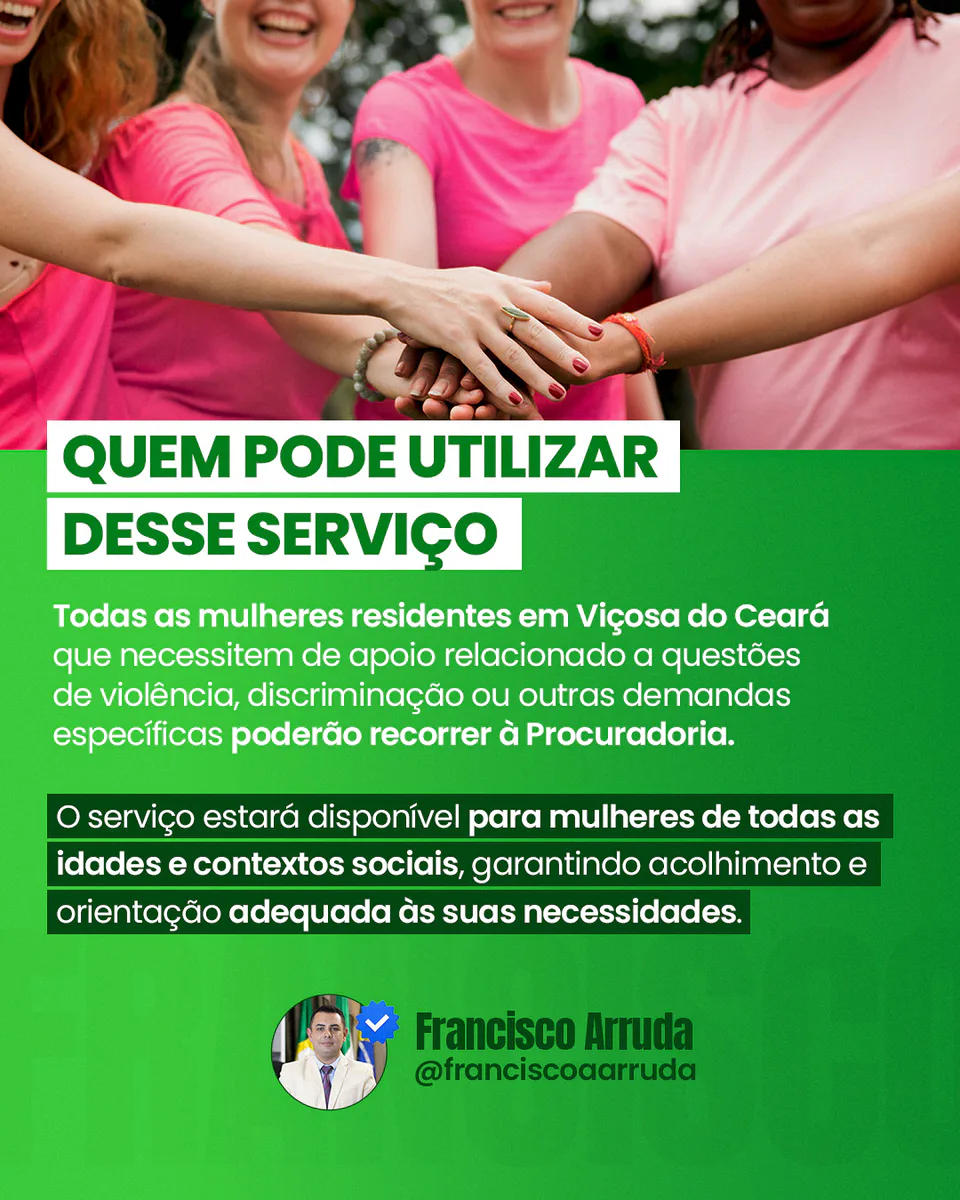 QUEM PODE UTILIZAR
DESSE SERVIÇO
Todas as mulheres residentes em Viçosa do Ceará
que necessitem de apoio relacionado a questões
de violência, discriminação ou outras demandas
específicas poderão recorrer à Procuradoria.
O serviço estará disponível para mulheres de todas as
idades e contextos sociais, garantindo acolhimento e
orientação adequada às suas necessidades.
Francisco Arruda
@franciscoaarruda